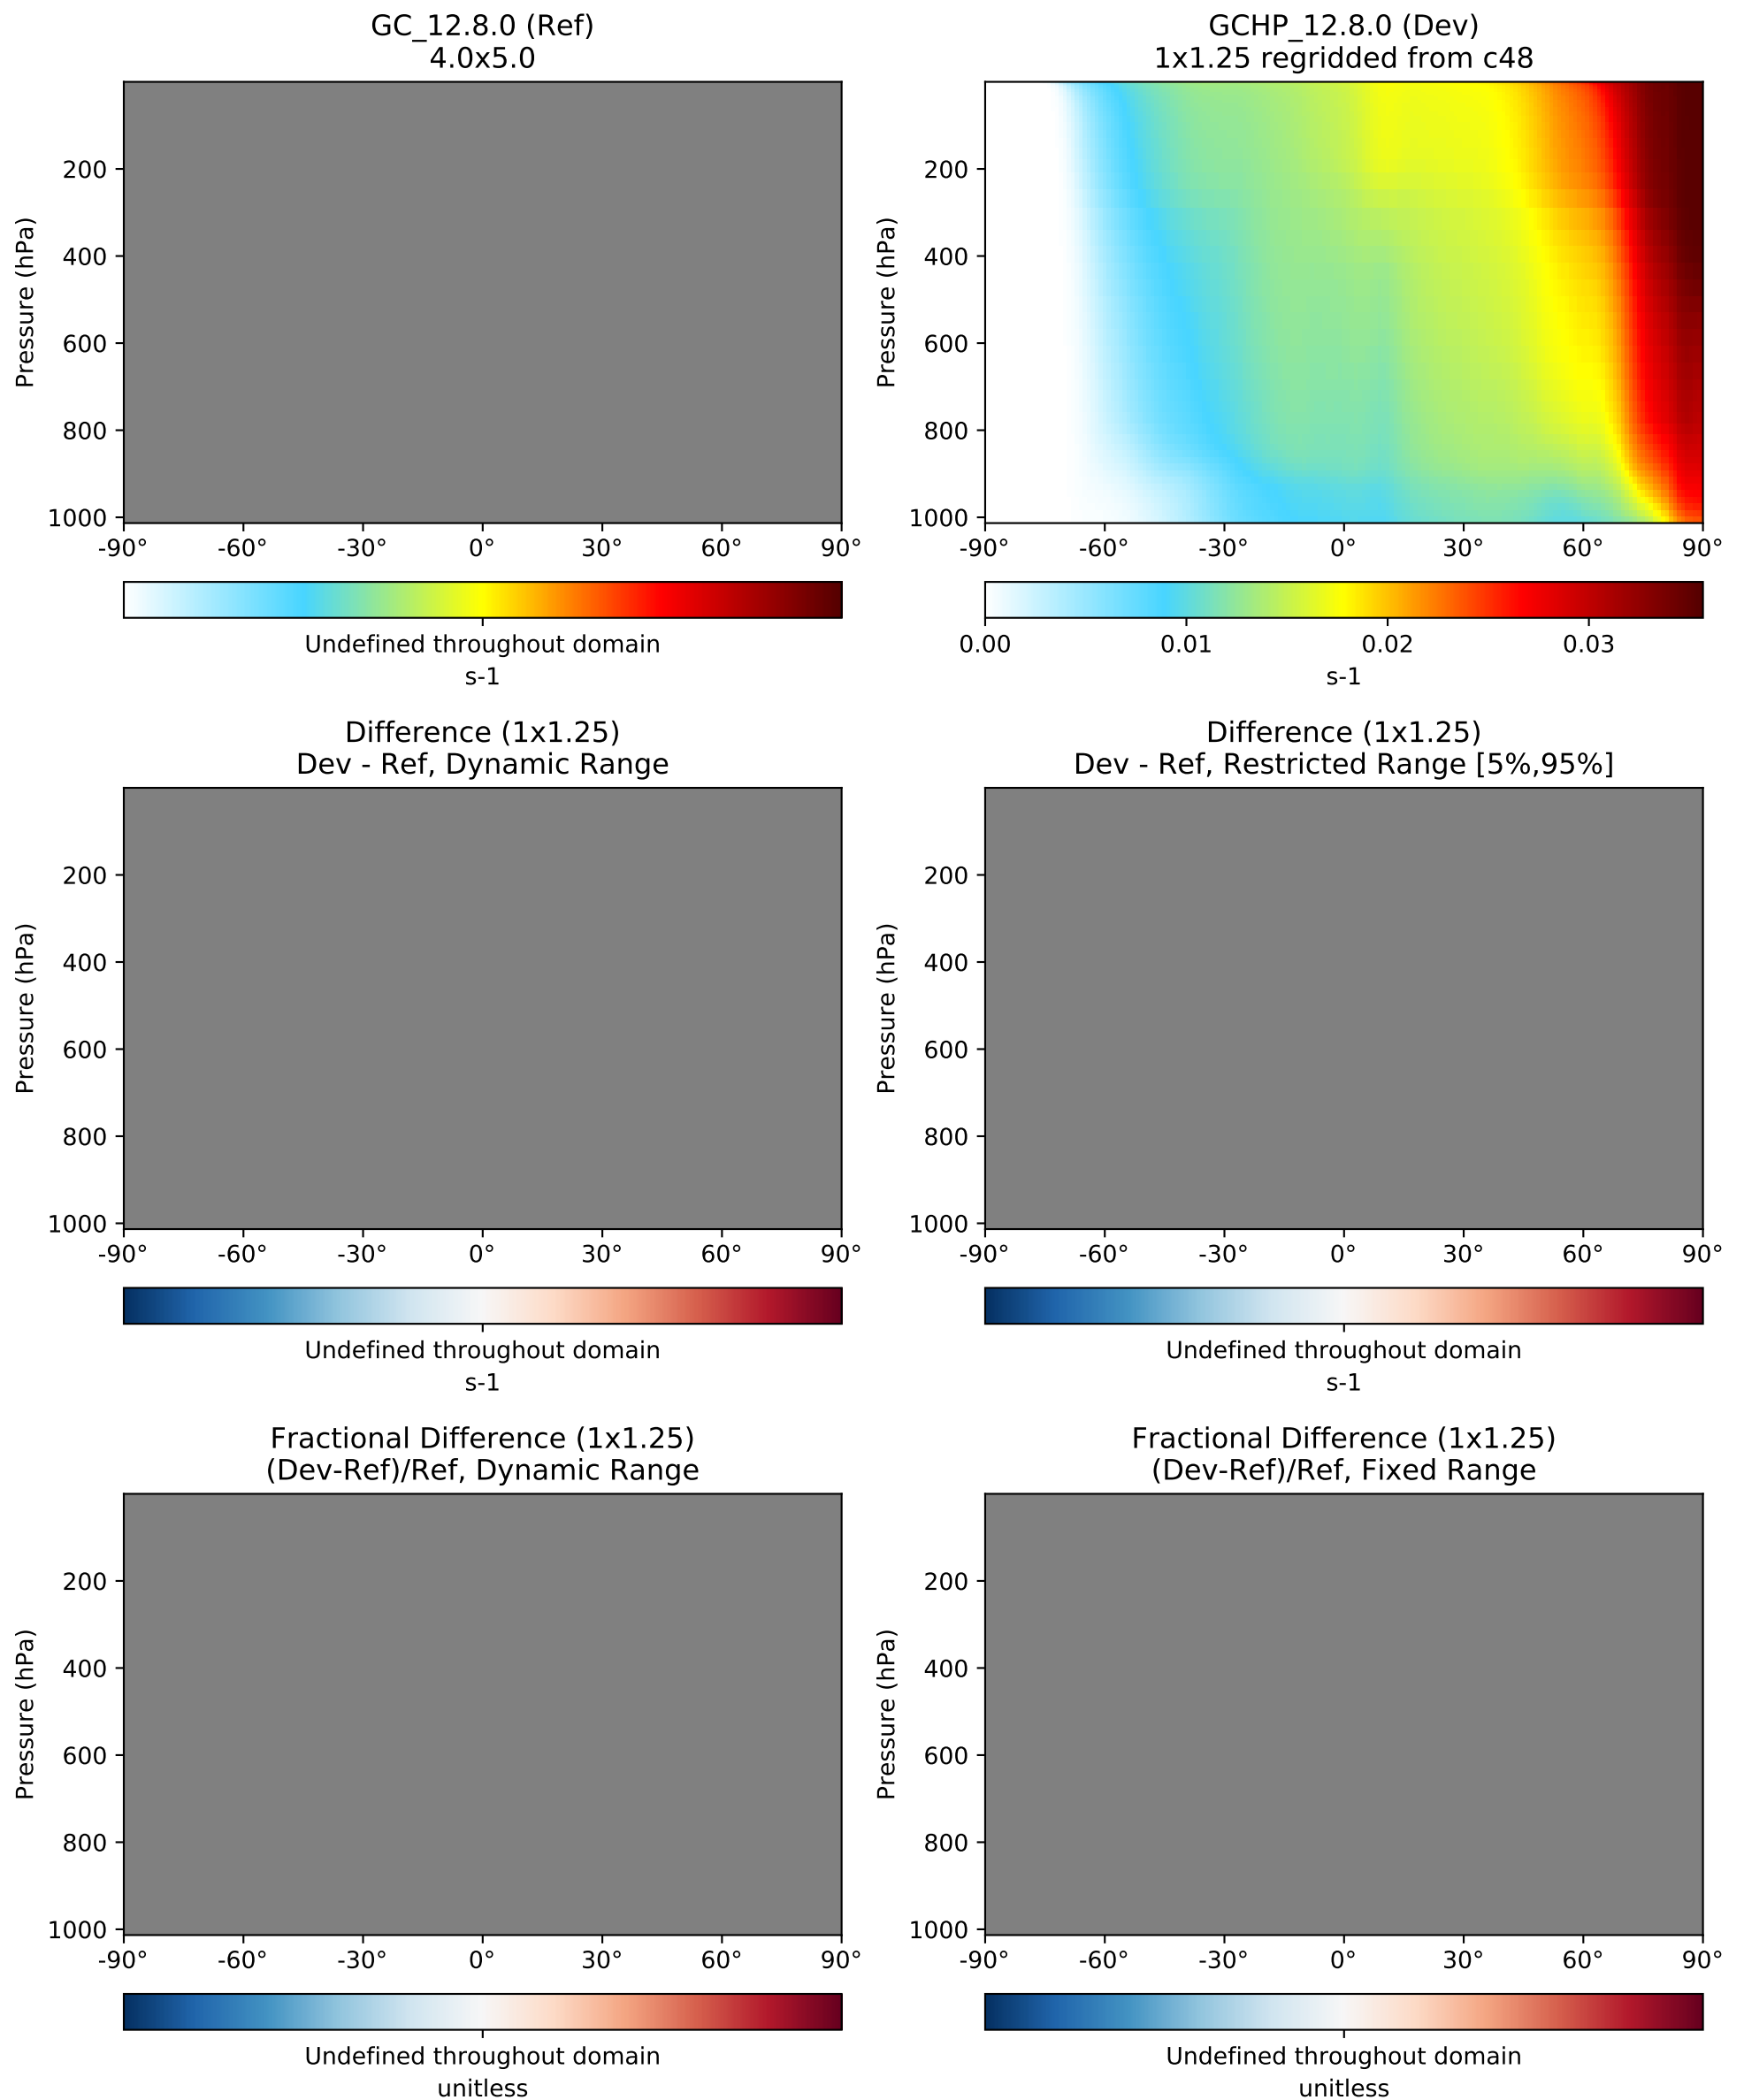 GC_12.8.0 (Ref)
4.0x5.0
Pressure (hPa)
200
400
600
800
1000
-90° -60° -30° 0° 30° 60° 90°
Undefined throughout domain
s-1
GCHP_12.8.0 (Dev)
1x1.25 regridded from c48
Pressure (hPa)
200
400
600
800
1000
-90° -60° -30° 0° 30° 60° 90°
0.00 0.01 0.02 0.03
s-1
Difference (1x1.25)
Dev - Ref, Dynamic Range
Pressure (hPa)
200
400
600
800
1000
-90° -60° -30° 0° 30° 60° 90°
Undefined throughout domain
s-1
Difference (1x1.25)
Dev - Ref, Restricted Range [5%,95%]
Pressure (hPa)
200
400
600
800
1000
-90° -60° -30° 0° 30° 60° 90°
Undefined throughout domain
s-1
Fractional Difference (1x1.25)
(Dev-Ref)/Ref, Dynamic Range
Pressure (hPa)
200
400
600
800
1000
-90° -60° -30° 0° 30° 60° 90°
Undefined throughout domain
unitless
Fractional Difference (1x1.25)
(Dev-Ref)/Ref, Fixed Range
Pressure (hPa)
200
400
600
800
1000
-90° -60° -30° 0° 30° 60° 90°
Undefined throughout domain
unitless